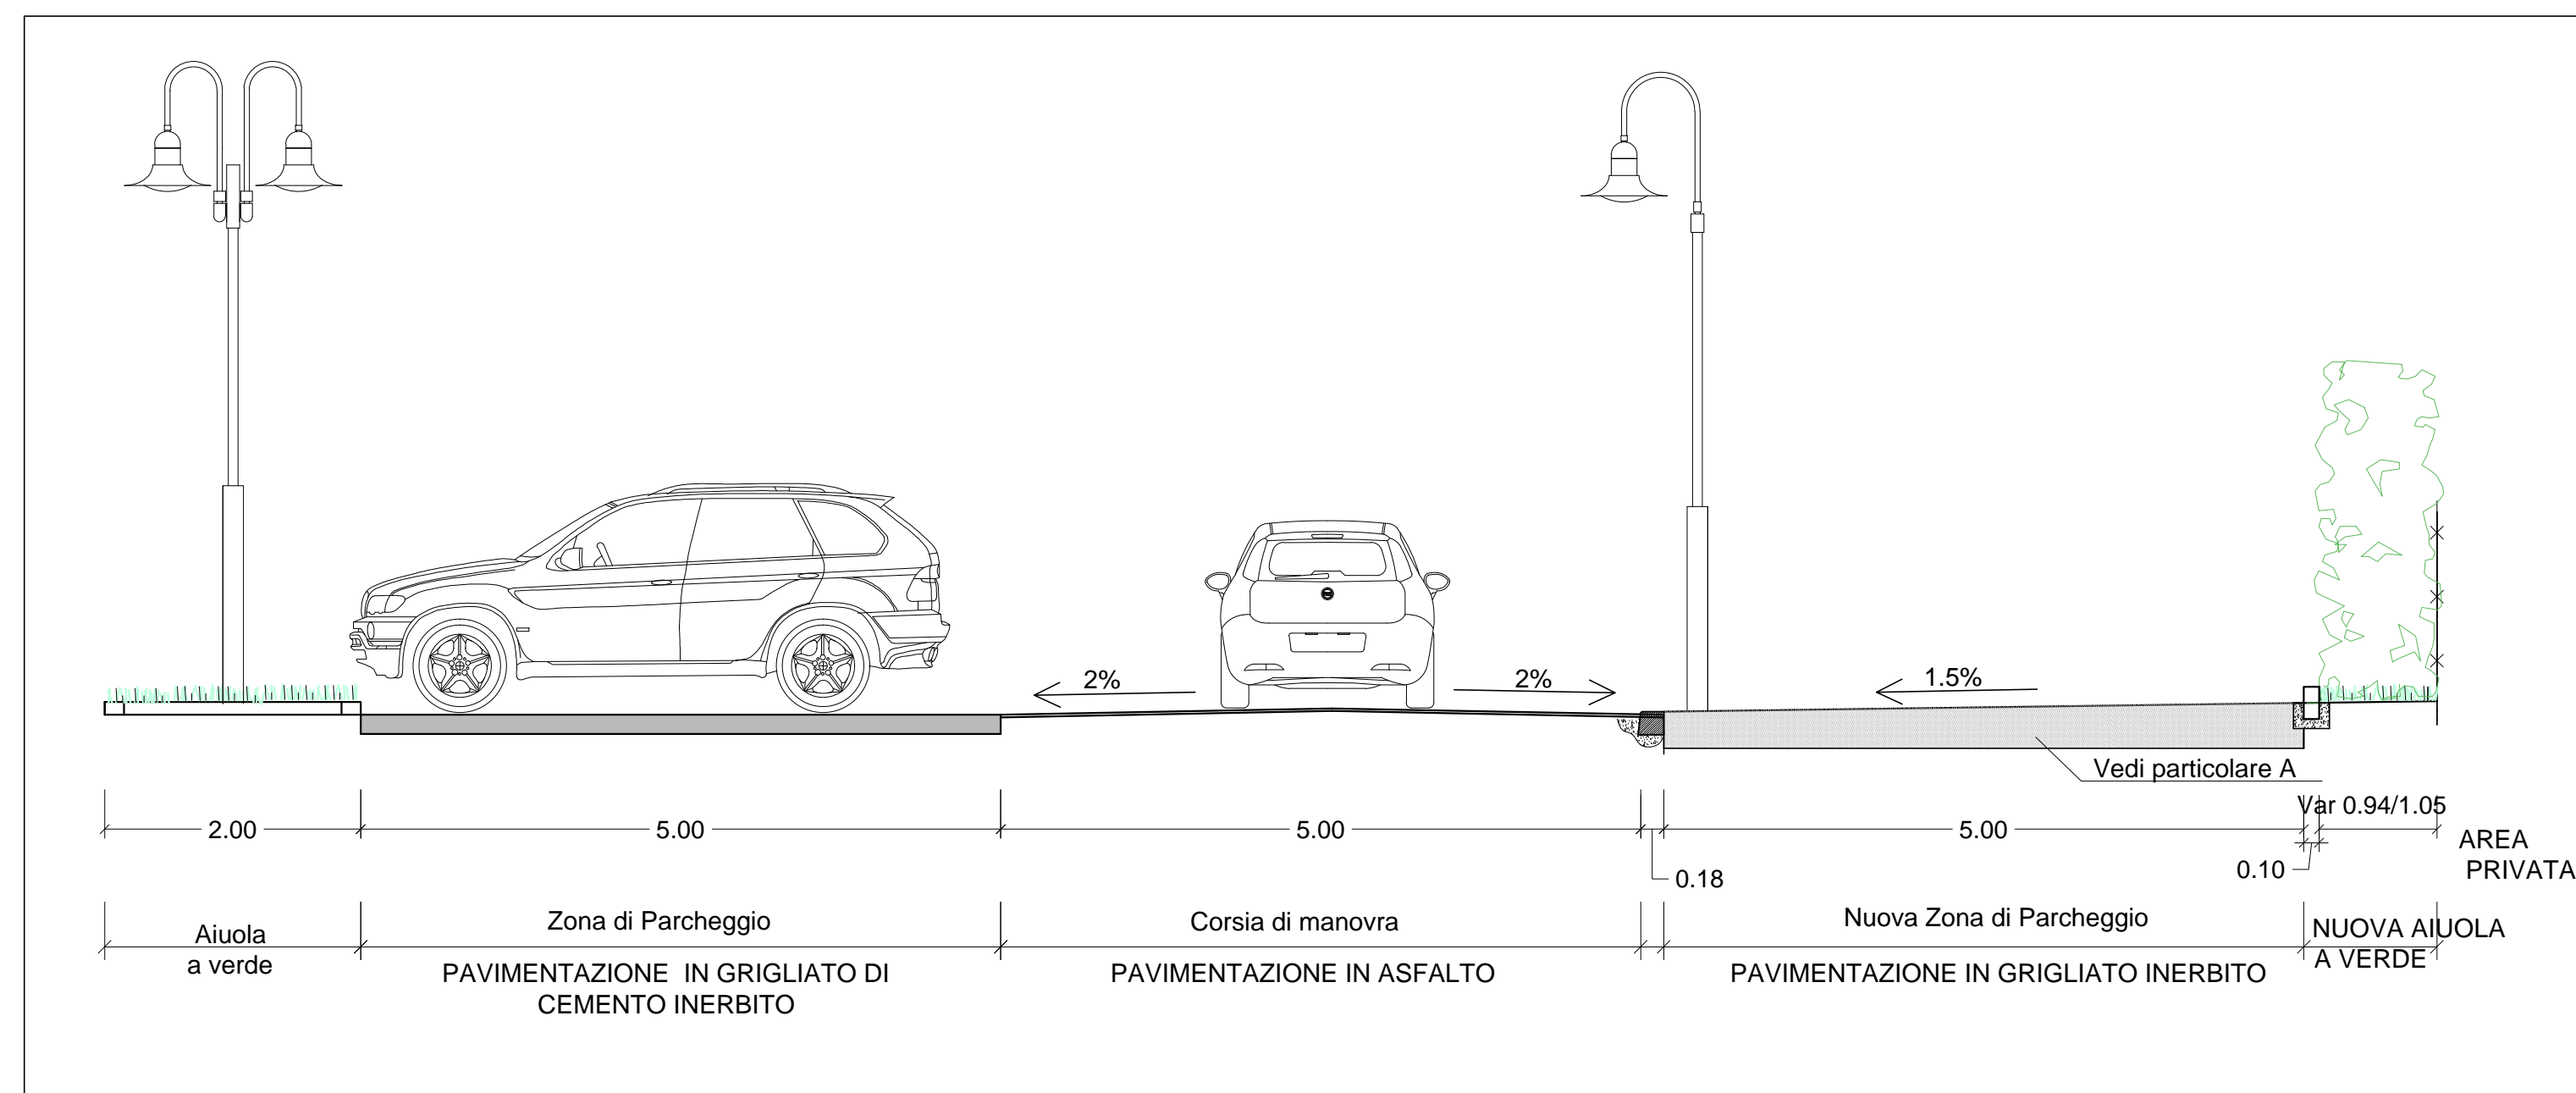 2%
2%
1.5%
Vedi particolare A
Var 0.94/1.05
2.00
5.00
5.00
5.00
AREA
PRIVATA
0.18
0.10
Aiuola
a verde
Zona di Parcheggio
Corsia di manovra
Nuova Zona di Parcheggio
NUOVA AIUOLA
A VERDE
PAVIMENTAZIONE IN GRIGLIATO DI
CEMENTO INERBITO
PAVIMENTAZIONE IN ASFALTO
PAVIMENTAZIONE IN GRIGLIATO INERBITO